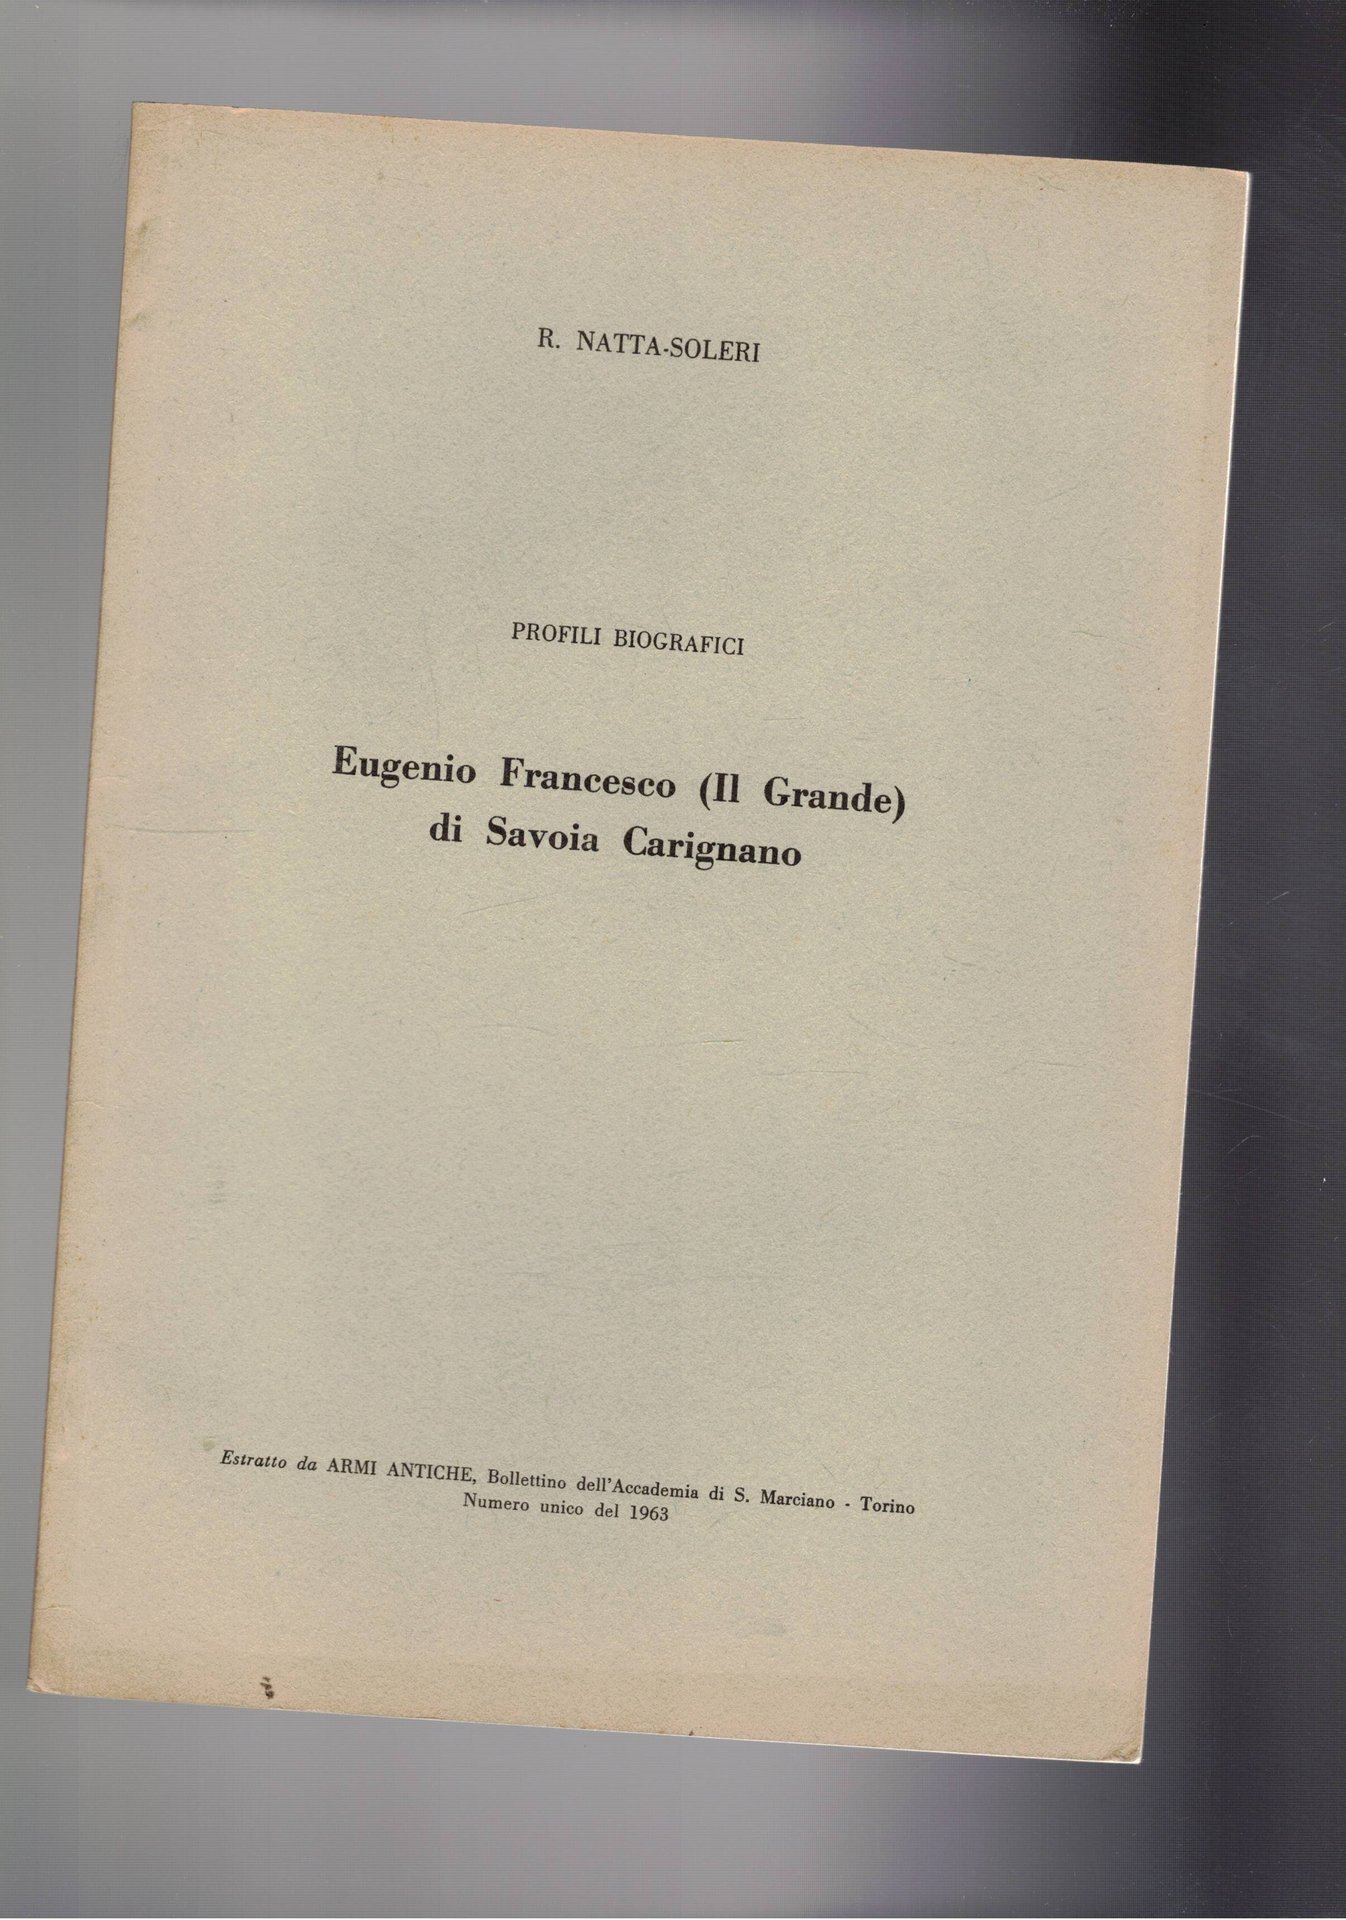 R. NATTA-SOLERI
PROFILI BIOGRAFICI
Eugenio Francesco (Il Grande)
di Savoia Carignano
Estratto da ARMI ANTICHE, Bollettino dell'Accademia di S. Marciano - Torino
Numero unico del 1963